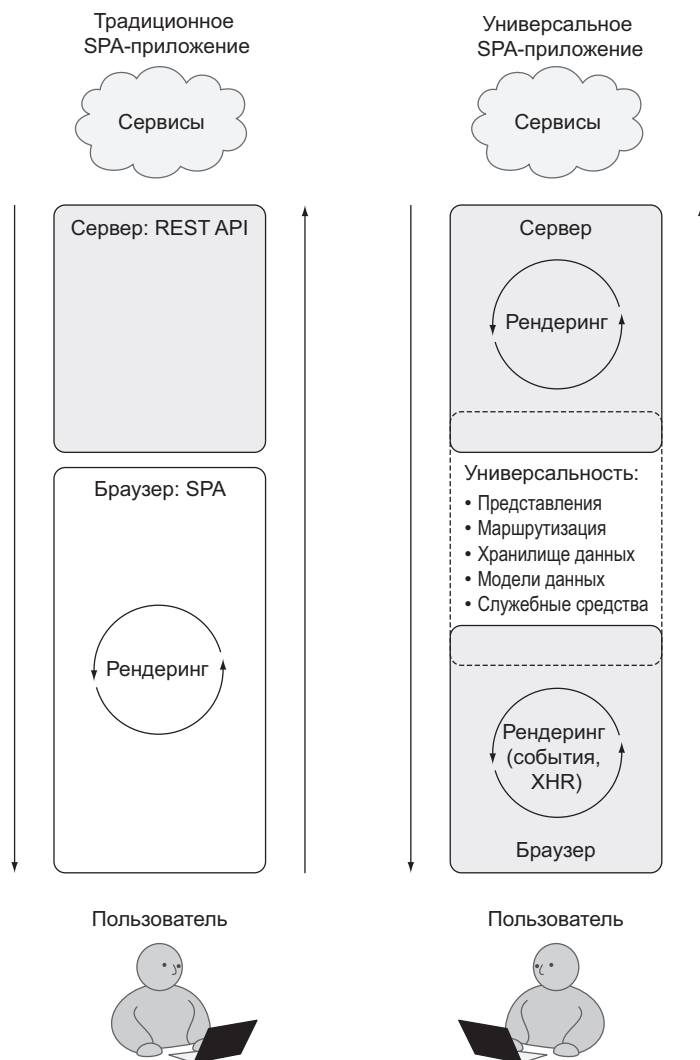 Традиционное
SPA-приложение
Сервисы
Сервер: REST API
Браузер: SPA
Рендеринг
Пользователь
Универсальное
SPA-приложение
Сервисы
Сервер
Рендеринг
Универсальность:
• Представления
• Маршрутизация
• Хранилище данных
• Модели данных
• Служебные средства
Рендеринг
(события,
XHR)
Браузер
Пользователь